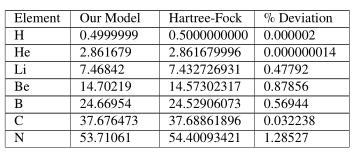 Element Our Model Hartree-Fock % Deviation
H 0.4999999 0.5000000000 0.000002
He 2.861679 2.861679996 0.000000014
Li 7.46842 7.432726931 0.47792
Be 14.70219 14.57302317 0.87856
B 24.66954 24.52906073 0.56944
C 37.676473 37.68861896 0.032238
N 53.71061 54.40093421 1.28527